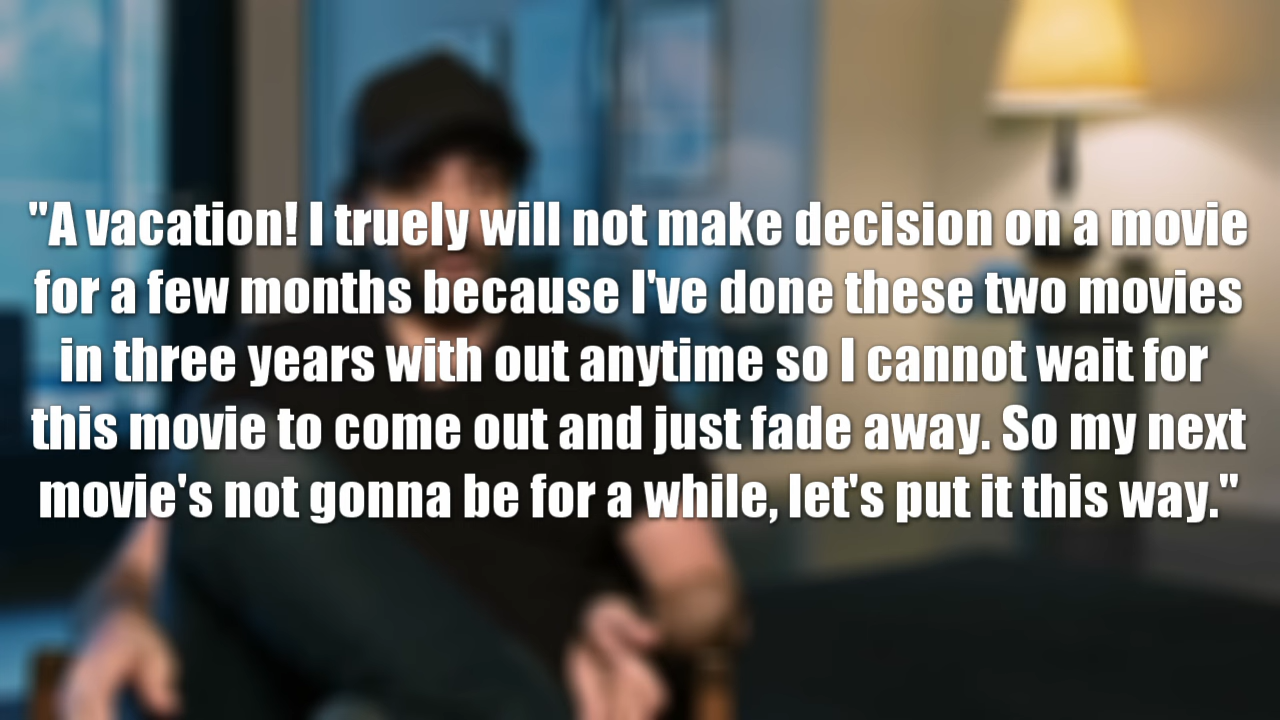 "A vacation! I truely will not make decision on a movie
for a few months because I've done these two movies
in three years with out anytime so I cannot wait for
this movie to come out and just fade away. So my next
movie's not gonna be for a while, let's put it this way."